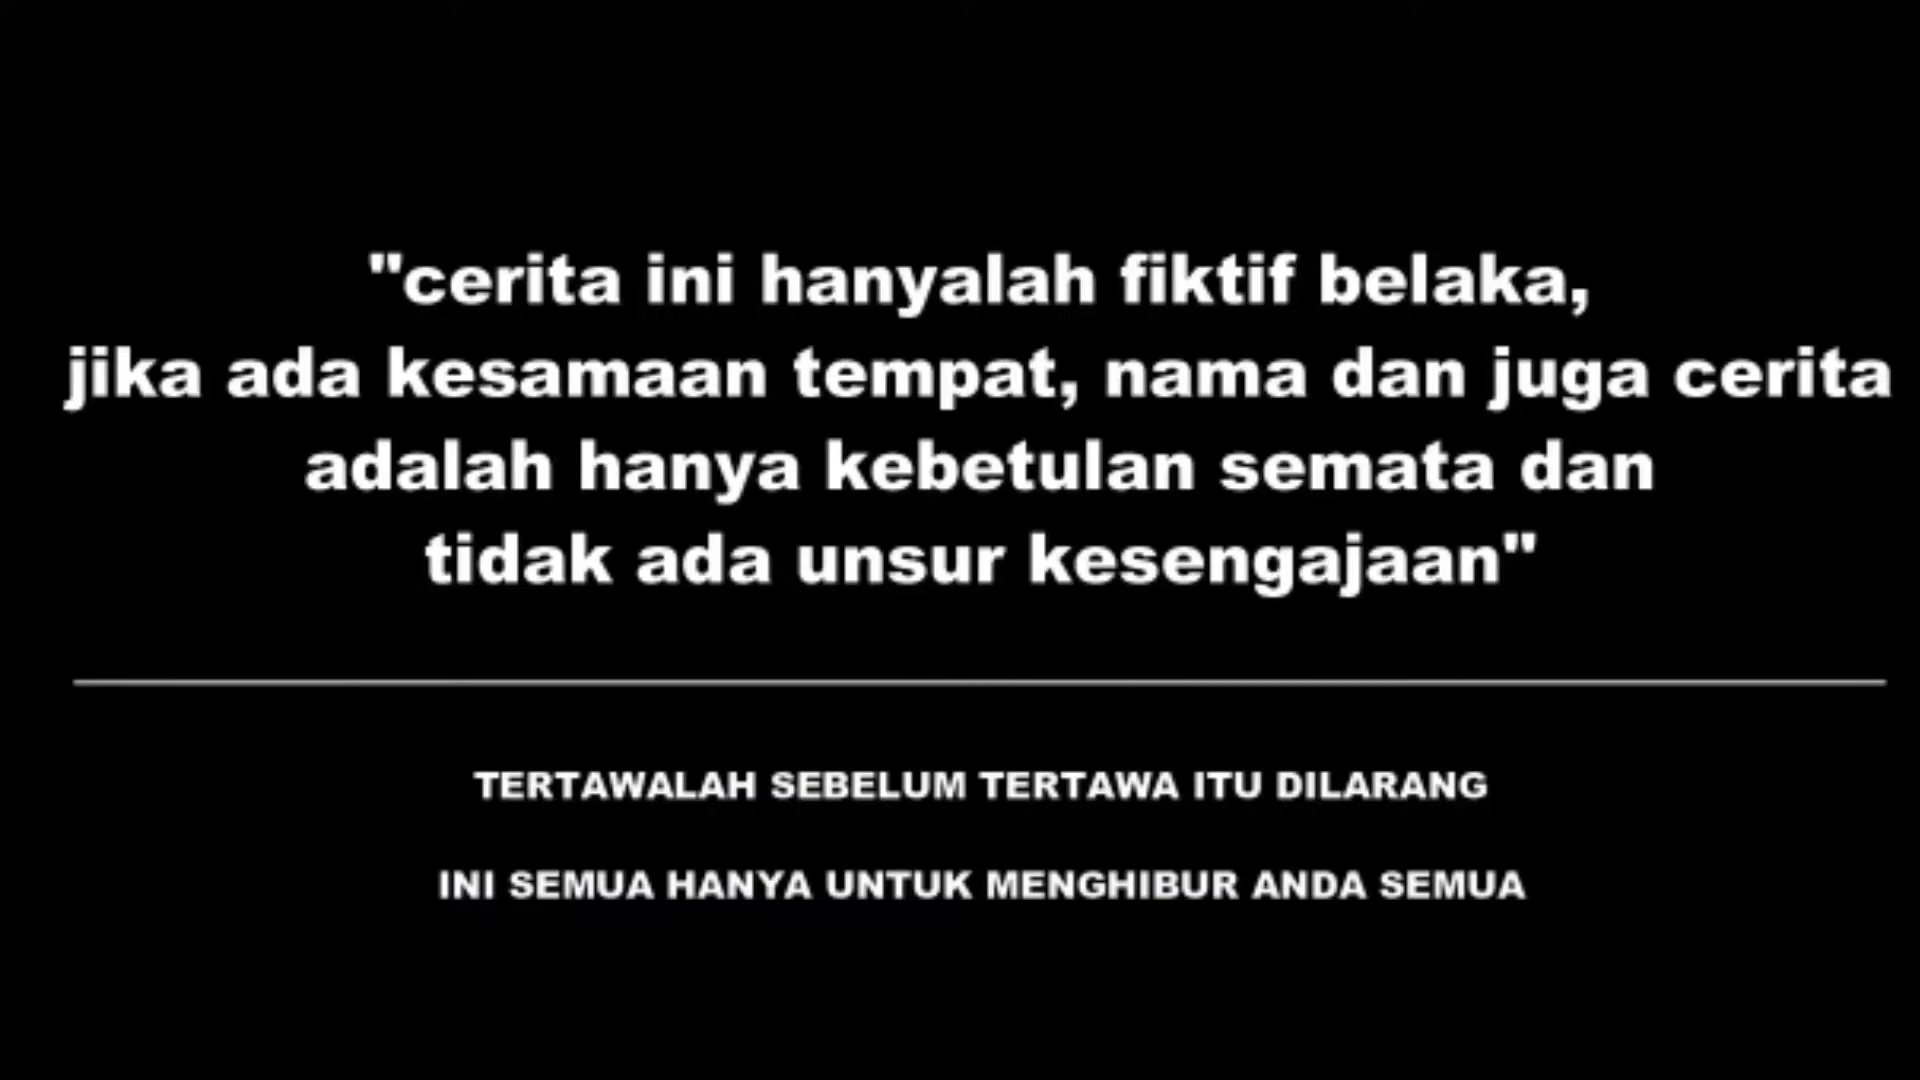 "cerita ini hanyalah fiktif belaka,
jika ada kesamaan tempat, nama dan juga cerita
adalah hanya kebetulan semata dan
tidak ada unsur kesengajaan"
TERTAWALAH SEBELUM TERTAWA ITU DILARANG
INI SEMUA HANYA UNTUK MENGHIBUR ANDA SEMUA